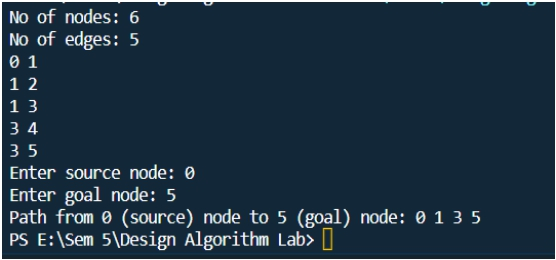 No of nodes: 6
No of edges: 5
0 1
1 2
1 3
3 4
3 5
Enter source node: 0
Enter goal node: 5
Path from 0 (source) node to 5 (goal) node: 0 1 3 5
PS E:\Sem 5\Design Algorithm Lab>